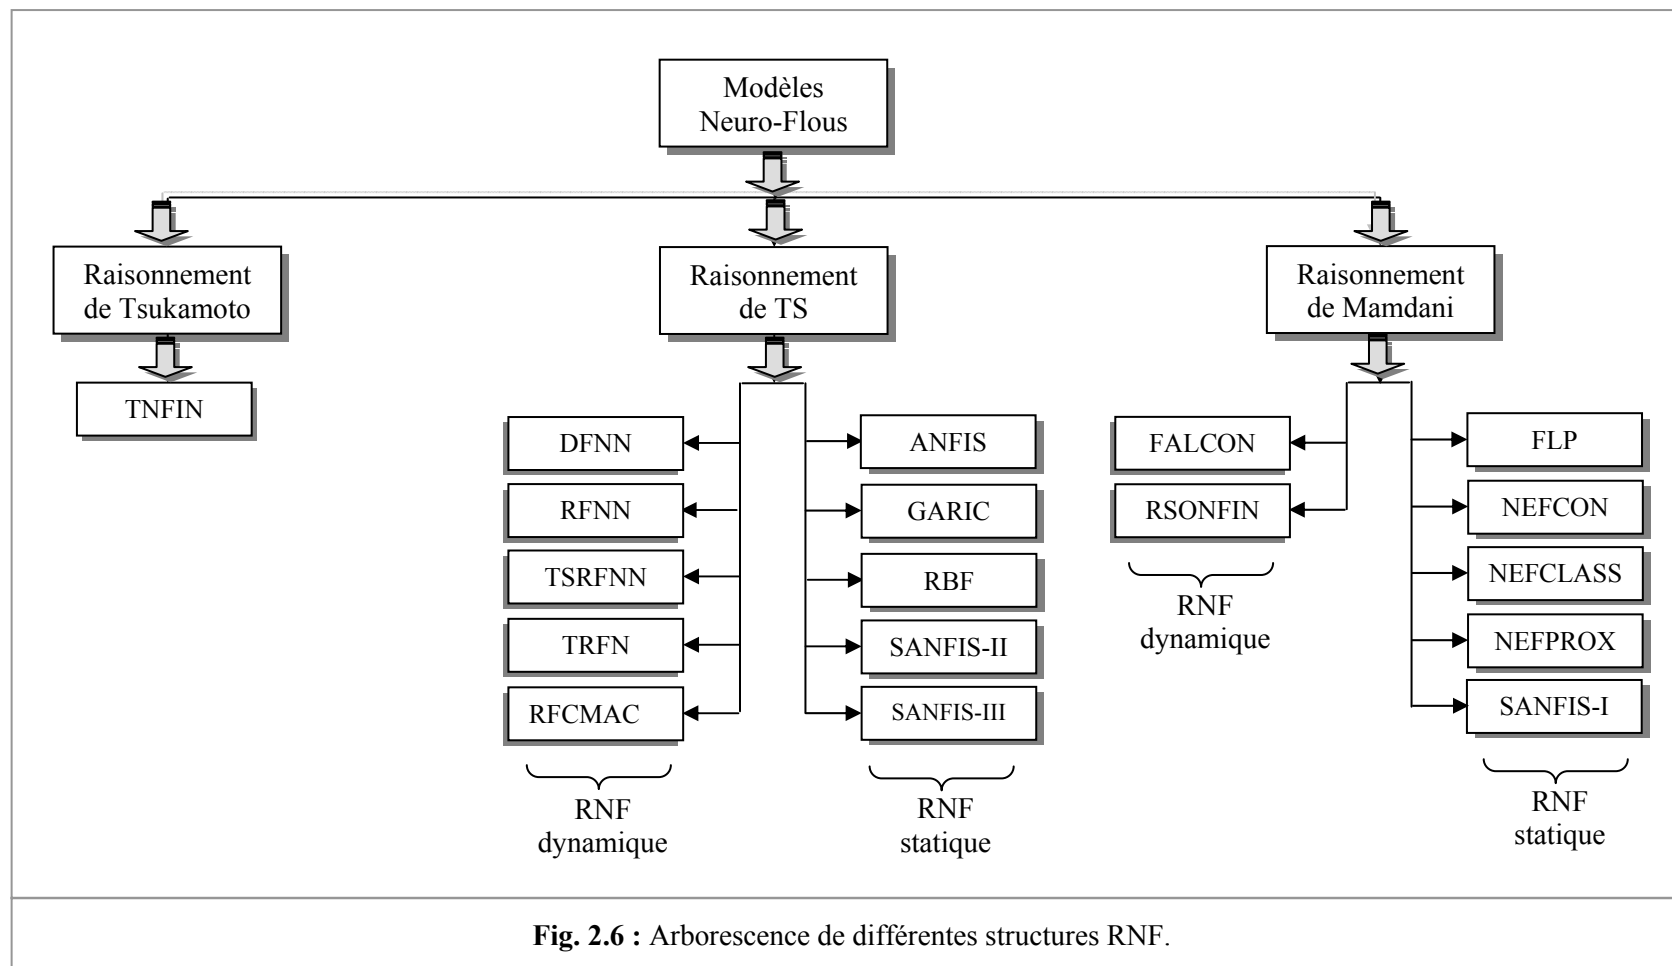 Modèles
Neuro-Flous
Raisonnement
de Tsukamoto
TNFIN
Raisonnement
de TS
DFNN
RFNN
TSRFNN
TRFN
RFCMAC
RNF
dynamique
ANFIS
GARIC
RBF
SANFIS-II
SANFIS-III
RNF
statique
Raisonnement
de Mamdani
FALCON
RSONFIN
RNF
dynamique
FLP
NEFCON
NEFCLASS
NEFPROX
SANFIS-I
RNF
statique
Fig. 2.6 : Arborescence de différentes structures RNF.